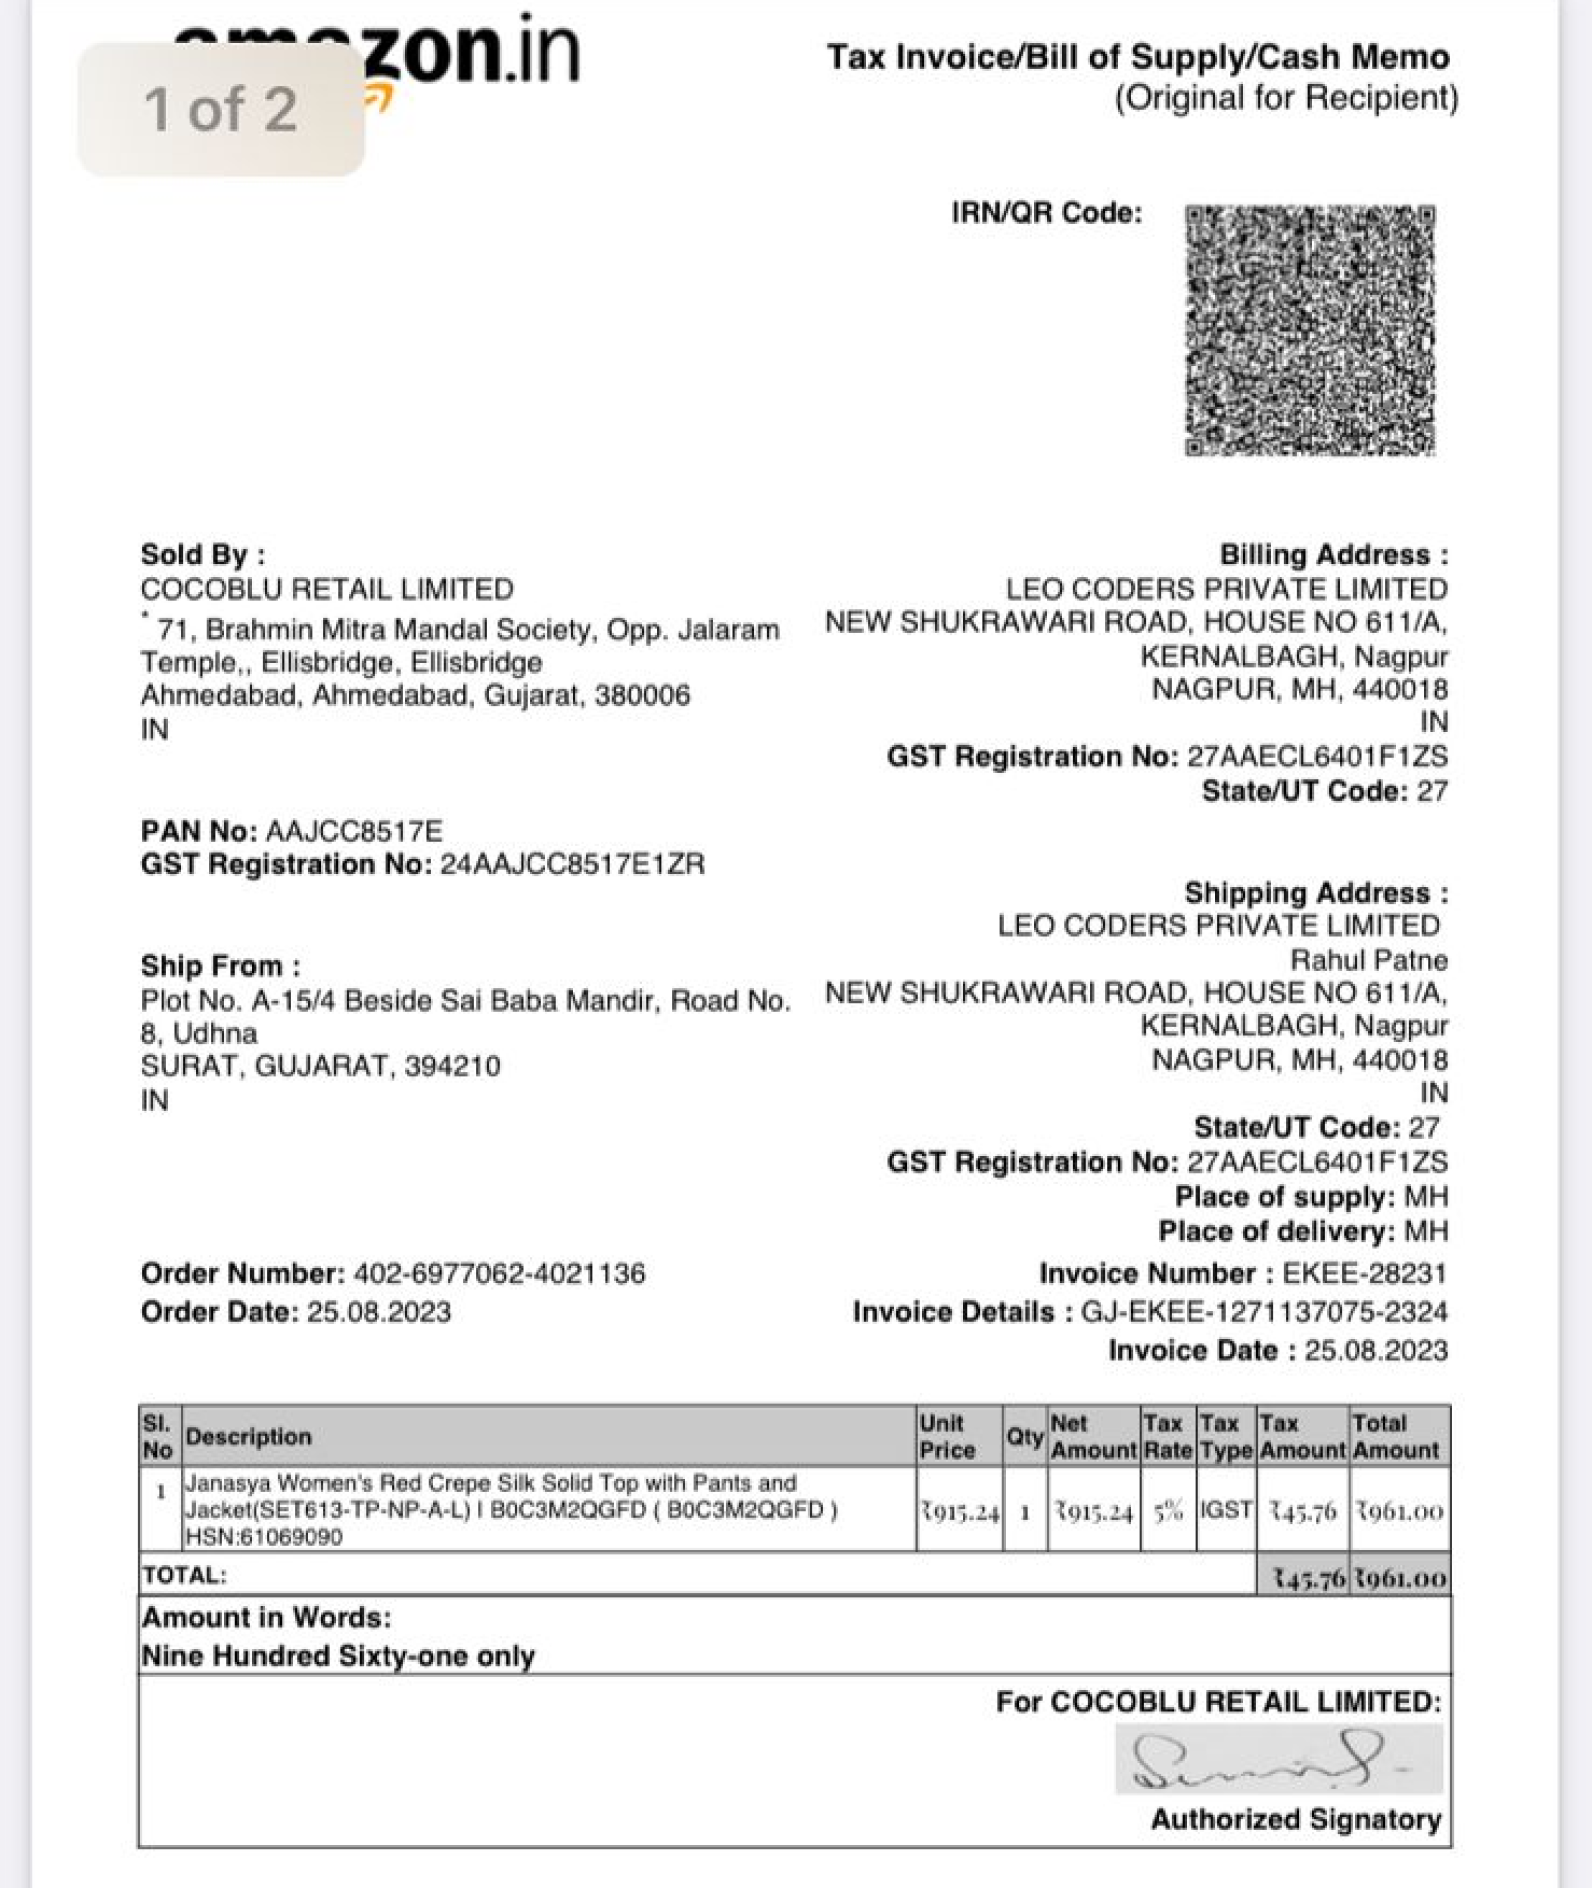 amazon.in
1 of 2
Tax Invoice/Bill of Supply/Cash Memo
(Original for Recipient)
IRN/QR Code:
Sold By :
COCOBLU RETAIL LIMITED
* 71, Brahmin Mitra Mandal Society, Opp. Jalaram
Temple,, Ellisbridge, Ellisbridge
Ahmedabad, Ahmedabad, Gujarat, 380006
IN
Billing Address :
LEO CODERS PRIVATE LIMITED
NEW SHUKRAWARI ROAD, HOUSE NO 611/A,
KERNALBAGH, Nagpur
NAGPUR, MH, 440018
IN
GST Registration No: 27AAECL6401F1ZS
State/UT Code: 27
PAN No: AAJCC8517E
GST Registration No: 24AAJCC8517E1ZR
Shipping Address :
LEO CODERS PRIVATE LIMITED
Rahul Patne
NEW SHUKRAWARI ROAD, HOUSE NO 611/A,
KERNALBAGH, Nagpur
NAGPUR, MH, 440018
IN
State/UT Code: 27
GST Registration No: 27AAECL6401F1ZS
Place of supply: MH
Place of delivery: MH
Ship From :
Plot No. A-15/4 Beside Sai Baba Mandir, Road No.
8, Udhna
SURAT, GUJARAT, 394210
IN
Order Number: 402-6977062-4021136
Order Date: 25.08.2023
Invoice Number : EKEE-28231
Invoice Details : GJ-EKEE-1271137075-2324
Invoice Date : 25.08.2023
Sl. No Description Unit Price Qty Net Amount Tax Rate Tax Type Tax Amount Total Amount
1 Janasya Women's Red Crepe Silk Solid Top with Pants and
Jacket(SET613-TP-NP-A-L) | B0C3M2QGFD ( B0C3M2QGFD )
HSN:61069090
₹915.24 1 ₹915.24 5% IGST ₹45.76 ₹961.00
TOTAL: ₹45.76 ₹961.00
Amount in Words:
Nine Hundred Sixty-one only
For COCOBLU RETAIL LIMITED:
Authorized Signatory